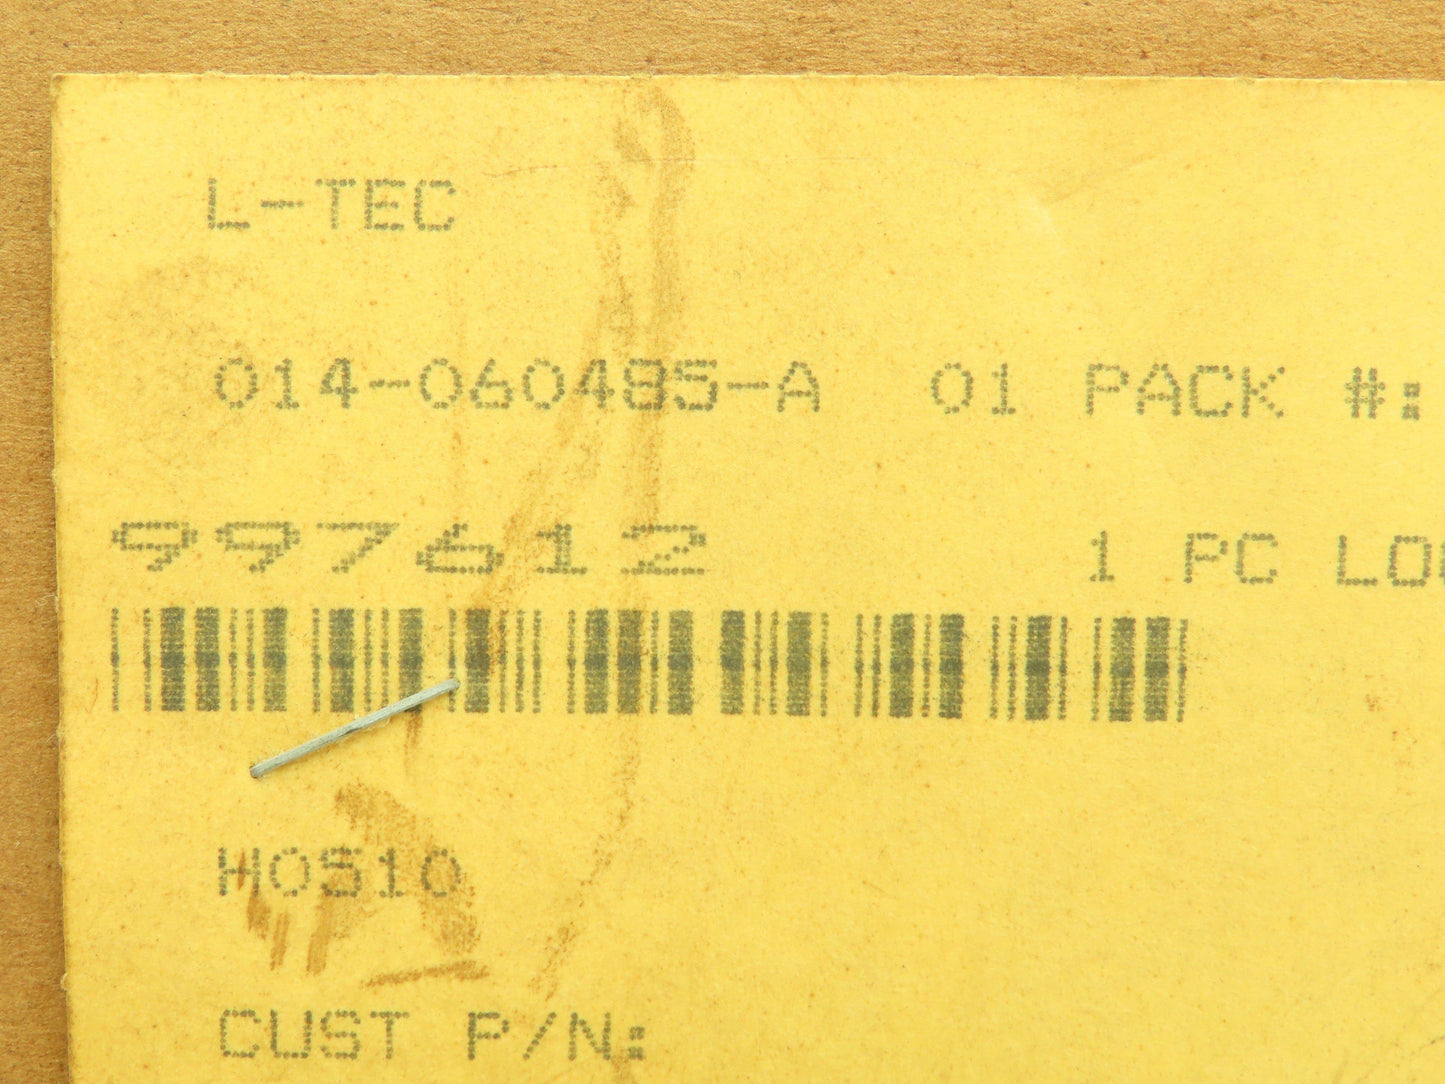 L-TEC
014-060485-A 01 PACK #:
997612 1 PC
H0510
CUST P/N: